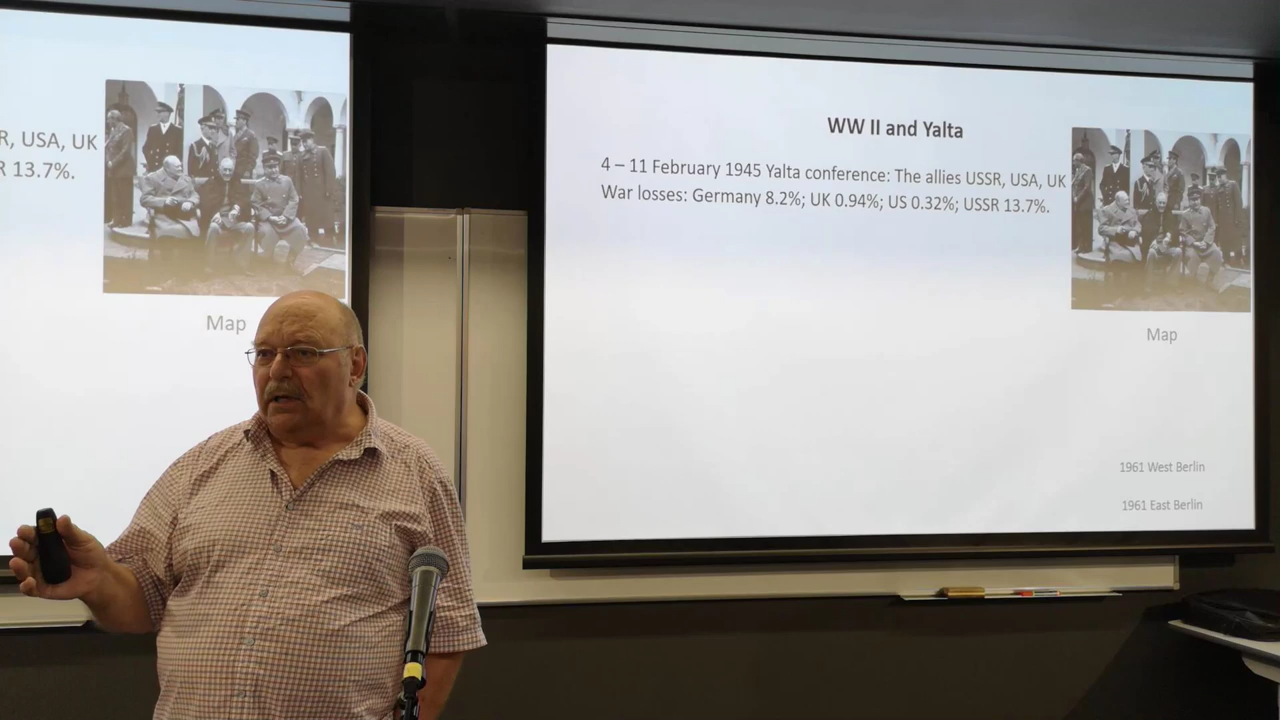 R, USA, UK
R 13.7%.
Map
WW II and Yalta
4 – 11 February 1945 Yalta conference: The allies USSR, USA, UK
War losses: Germany 8.2%; UK 0.94%; US 0.32%; USSR 13.7%.
Map
1961 West Berlin
1961 East Berlin